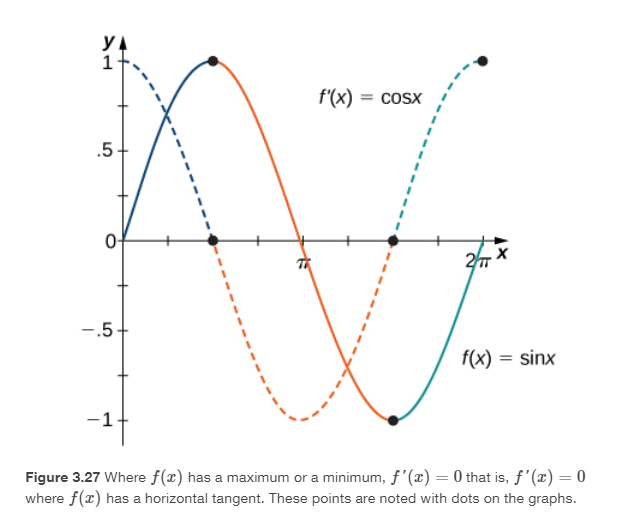 y
1
f'(x) = cosx
.5
0
π
2π
x
−.5
f(x) = sinx
−1
Figure 3.27 Where f(x) has a maximum or a minimum, f′(x) = 0 that is, f′(x) = 0
where f(x) has a horizontal tangent. These points are noted with dots on the graphs.